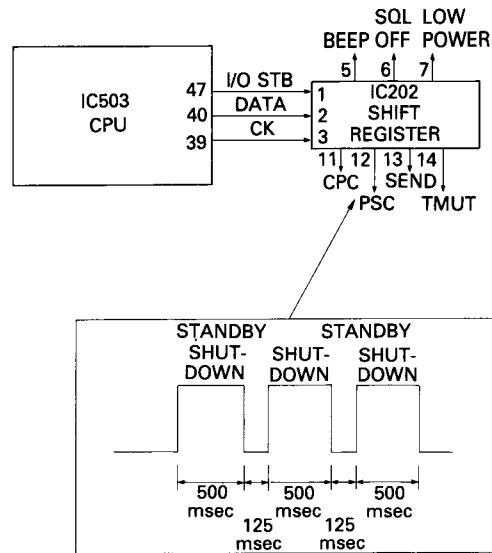 SQL LOW
BEEP OFF POWER
5 6 7
IC503
CPU
47 I/O STB 1
40 DATA 2
39 CK 3
IC202
SHIFT
REGISTER
11 12 13 14
CPC SEND
PSC TMUT
STANDBY STANDBY
SHUT- SHUT- SHUT-
DOWN DOWN DOWN
500 500 500
msec msec msec
125 125
msec msec